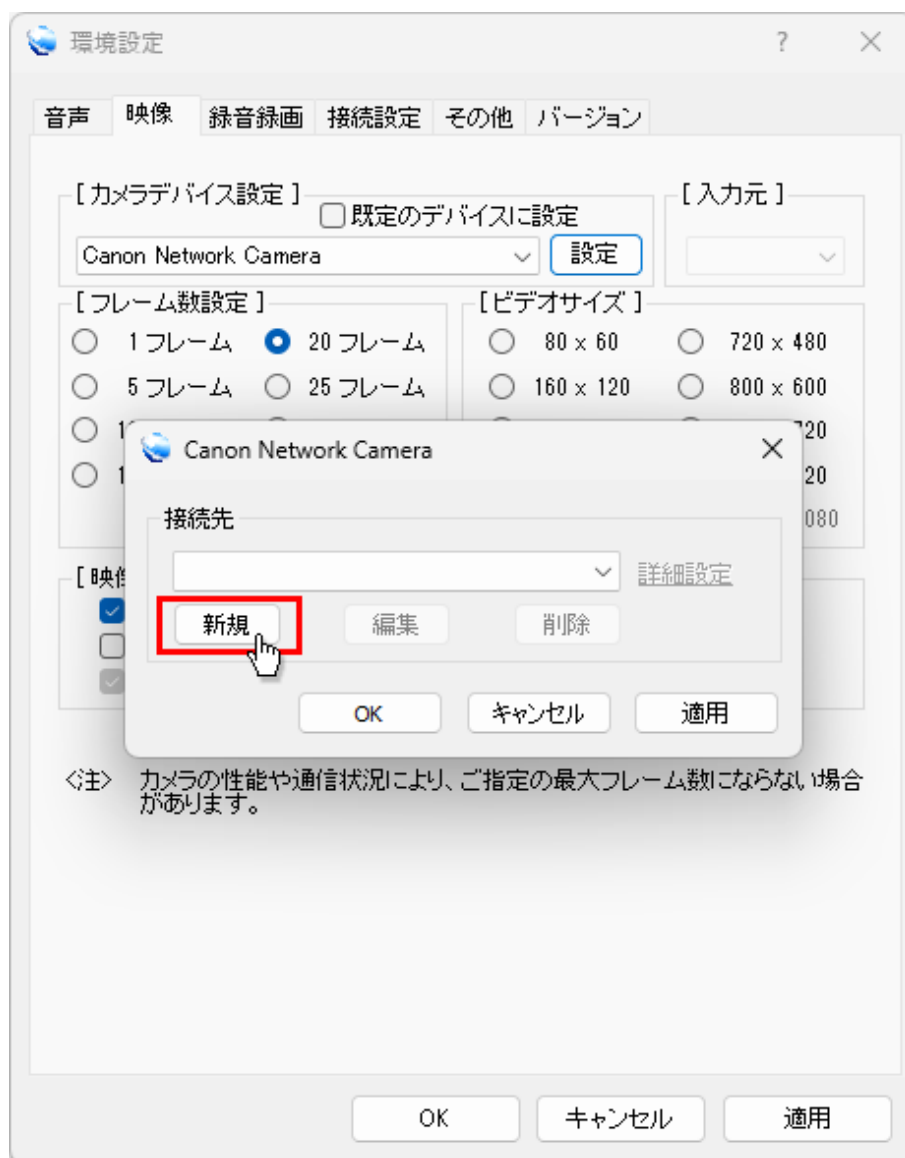 環境設定
音声 映像 録音録画 接続設定 その他 バージョン
[カメラデバイス設定] [入力元]
既定のデバイスに設定
Canon Network Camera 設定
[フレーム数設定] [ビデオサイズ]
1 フレーム 20 フレーム 80 x 60 720 x 480
5 フレーム 25 フレーム 160 x 120 800 x 600
Canon Network Camera
接続先
詳細設定
新規 編集 削除
OK キャンセル 適用
<注> カメラの性能や通信状況により、ご指定の最大フレーム数にならない場合
があります。
OK キャンセル 適用